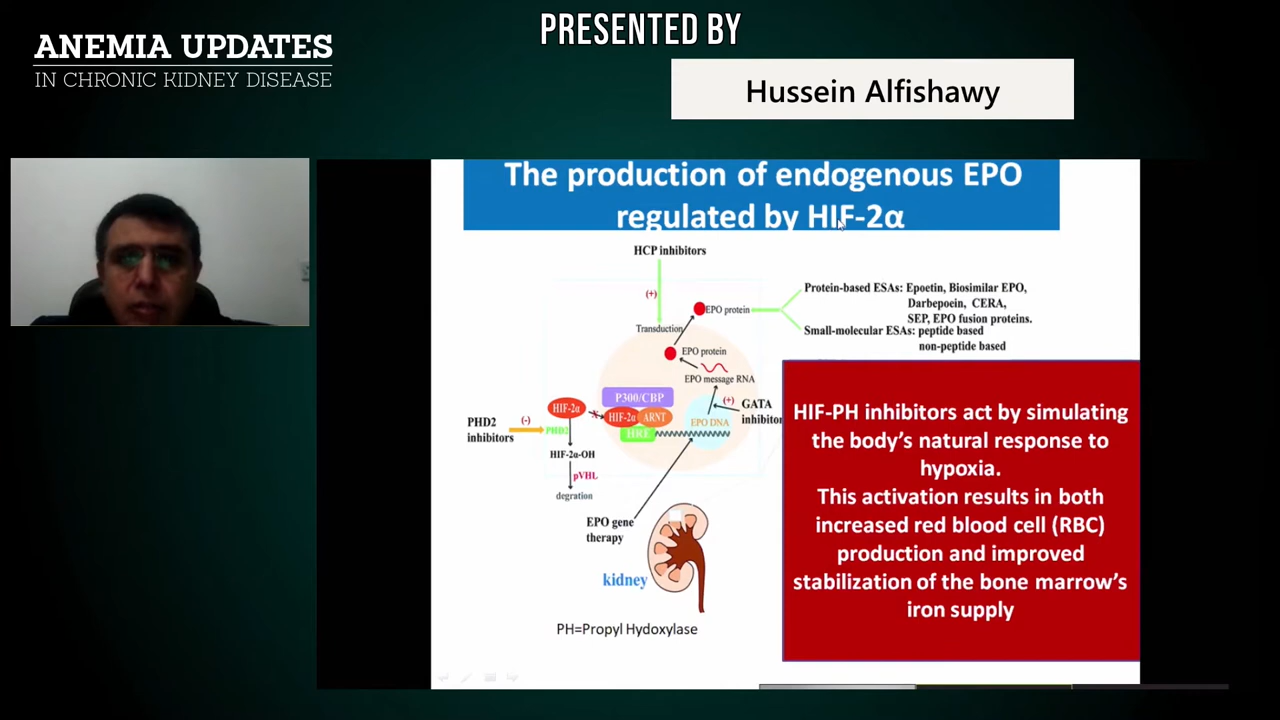 PRESENTED BY
ANEMIA UPDATES
IN CHRONIC KIDNEY DISEASE
Hussein Alfishawy
The production of endogenous EPO
regulated by HIF-2α
HCP inhibitors
(+)
Transduction
EPO protein
Protein-based ESAs: Epoetin, Biosimilar EPO,
Darbepoein, CERA,
SEP, EPO fusion proteins.
Small-molecular ESAs: peptide based
non-peptide based
EPO protein
EPO message RNA
P300/CBP
HIF-2α
X
HIF-2α
ARNT
(+)
GATA
inhibitor
EPO DNA
HRE
PHD2
inhibitors
(-)
PHD2
HIF-2α-OH
pVHL
degration
EPO gene
therapy
kidney
PH=Propyl Hydoxylase
HIF-PH inhibitors act by simulating
the body's natural response to
hypoxia.
This activation results in both
increased red blood cell (RBC)
production and improved
stabilization of the bone marrow's
iron supply